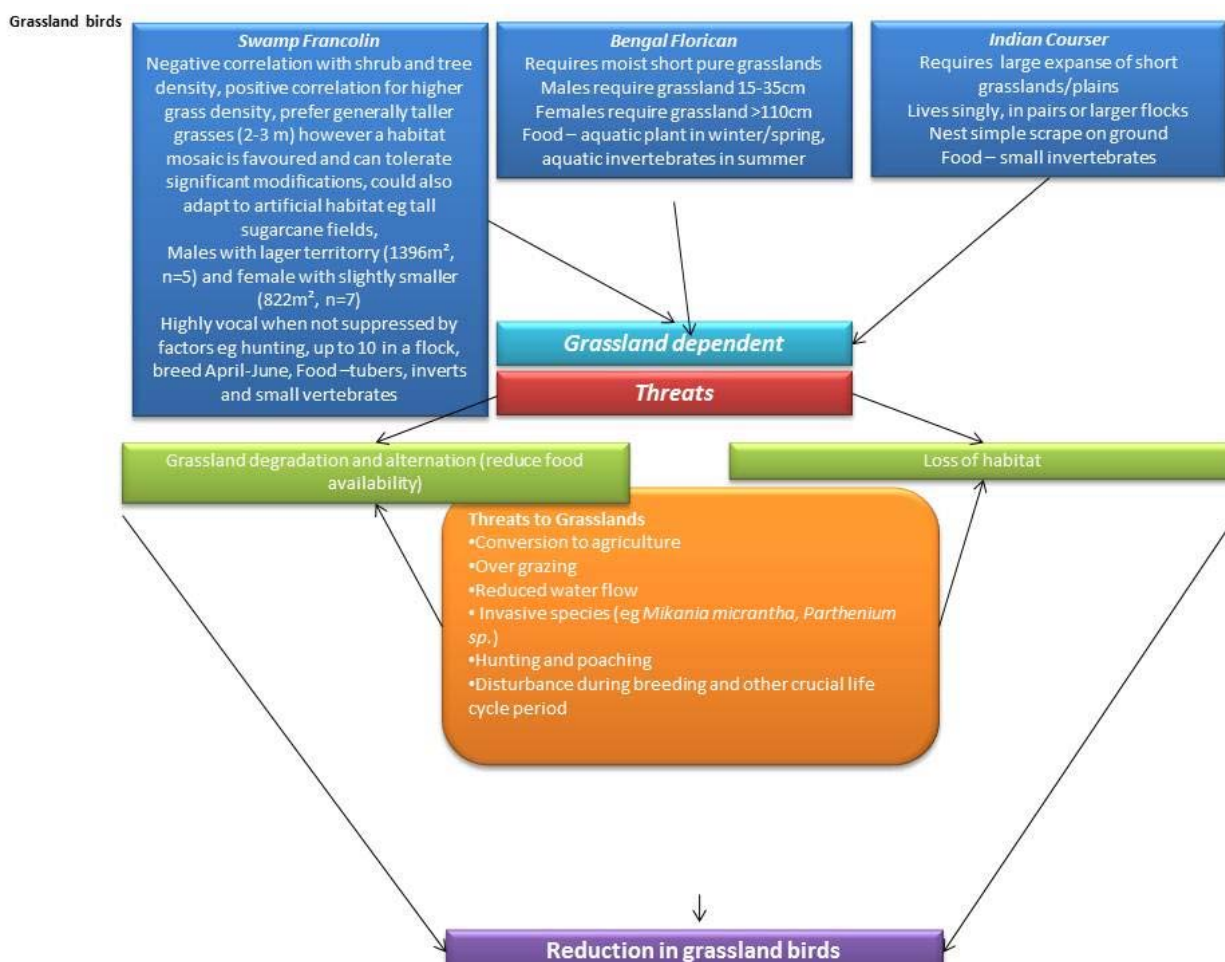 Grassland birds
Swamp Francolin
Negative correlation with shrub and tree
density, positive correlation for higher
grass density, prefer generally taller
grasses (2-3 m) however a habitat
mosaic is favoured and can tolerate
significant modifications, could also
adapt to artificial habitat eg tall
sugarcane fields,
Males with lager territorry (1396m², 
n=5) and female with slightly smaller
(822m², n=7)
Highly vocal when not suppressed by
factors eg hunting, up to 10 in a flock,
breed April-June, Food –tubers, inverts
and small vertebrates
Bengal Florican
Requires moist short pure grasslands
Males require grassland 15-35cm
Females require grassland >110cm
Food – aquatic plant in winter/spring,
aquatic invertebrates in summer
Indian Courser
Requires large expanse of short
grasslands/plains
Lives singly, in pairs or larger flocks
Nest simple scrape on ground
Food – small invertebrates
Grassland dependent
Threats
Grassland degradation and alternation (reduce food
availability)
Loss of habitat
Threats to Grasslands
•Conversion to agriculture
•Over grazing
•Reduced water flow
• Invasive species (eg Mikania micrantha, Parthenium
sp.)
•Hunting and poaching
•Disturbance during breeding and other crucial life
cycle period
Reduction in grassland birds